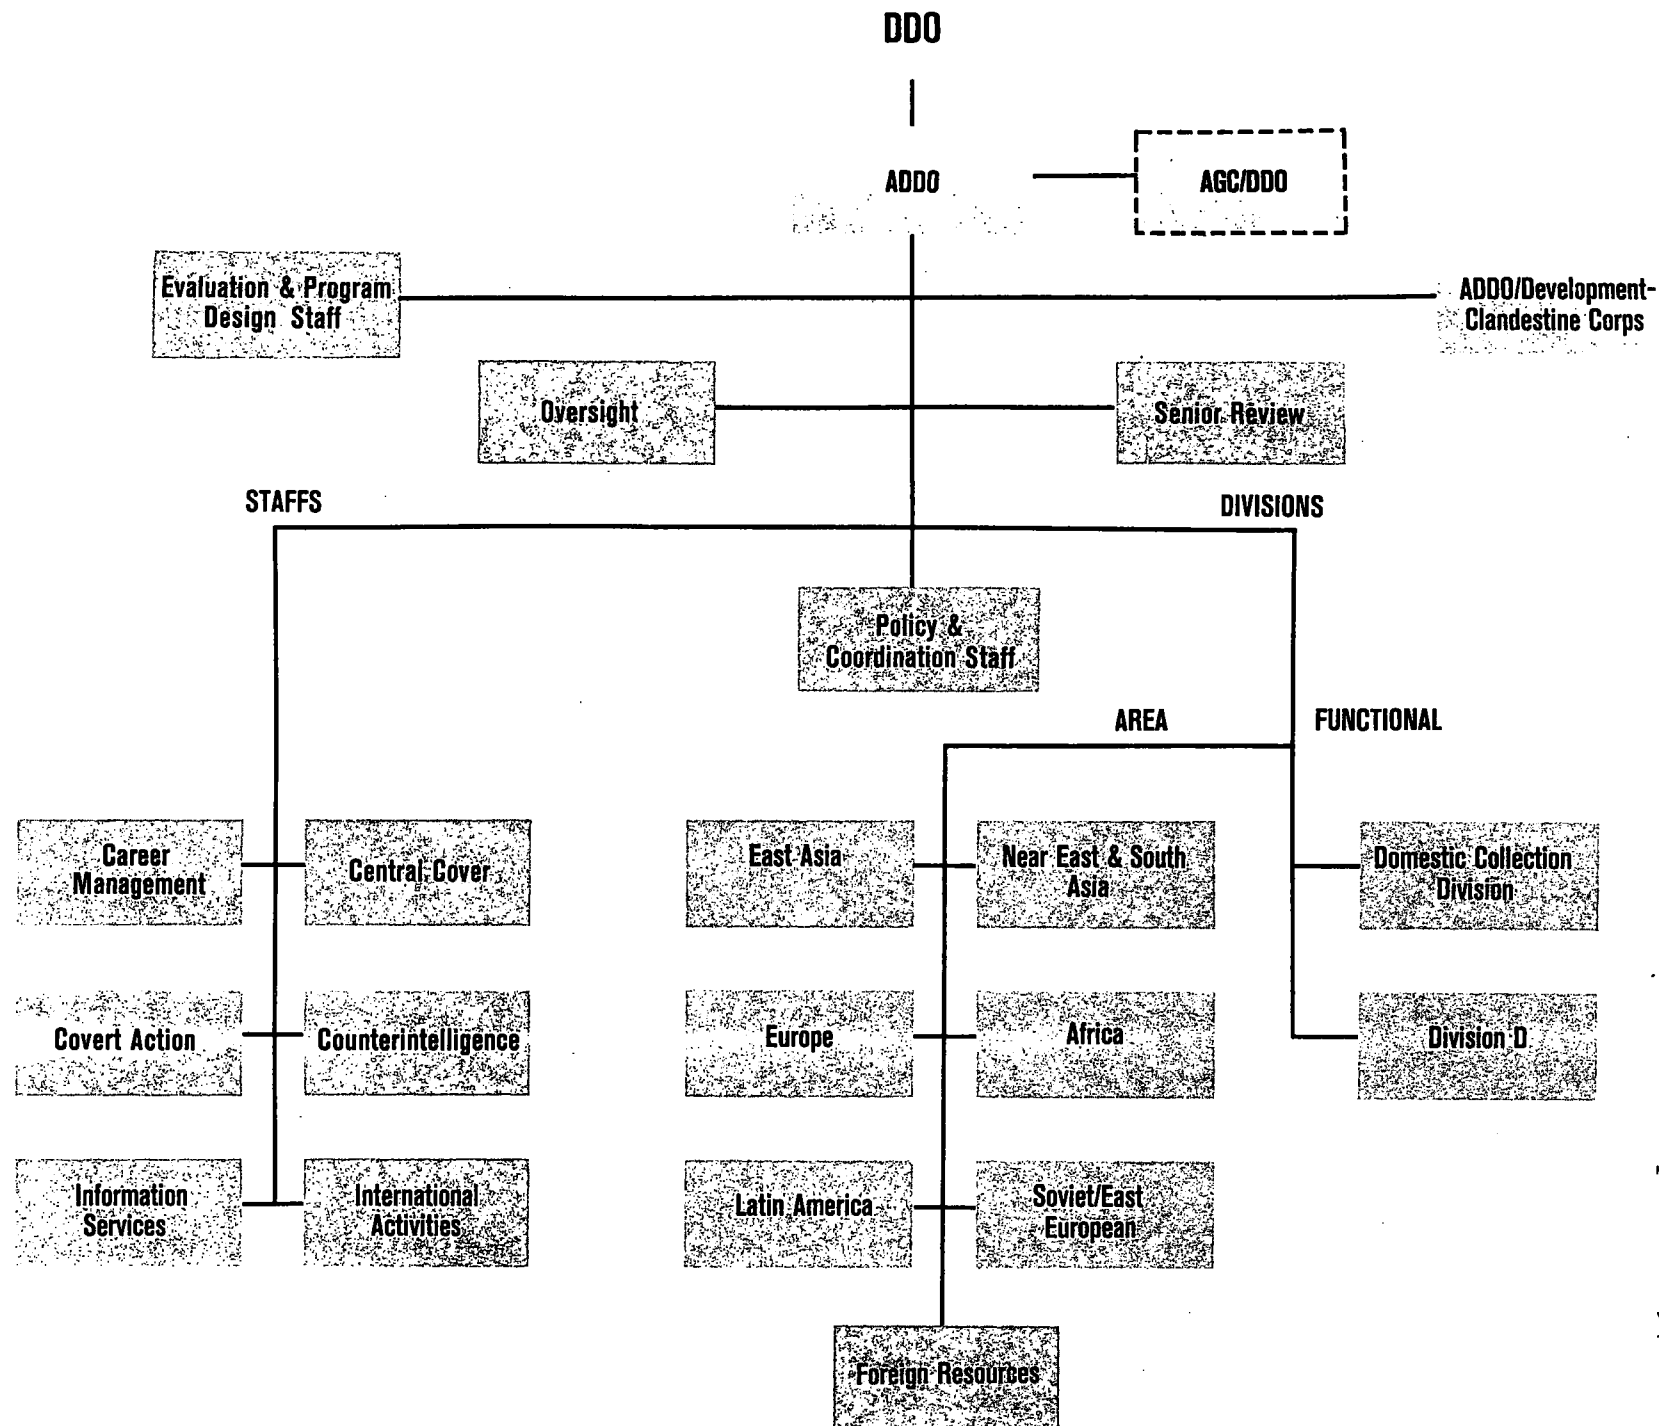 DDO
ADDO
AGC/DDO
Evaluation & Program
Design Staff
ADDO/Development-
Clandestine Corps
Oversight
Senior Review
STAFFS
DIVISIONS
Policy &
Coordination Staff
AREA
FUNCTIONAL
Career
Management
Central Cover
East Asia
Near East & South
Asia
Domestic Collection
Division
Covert Action
Counterintelligence
Europe
Africa
Division D
Information
Services
International
Activities
Latin America
Soviet/East
European
Foreign Resources